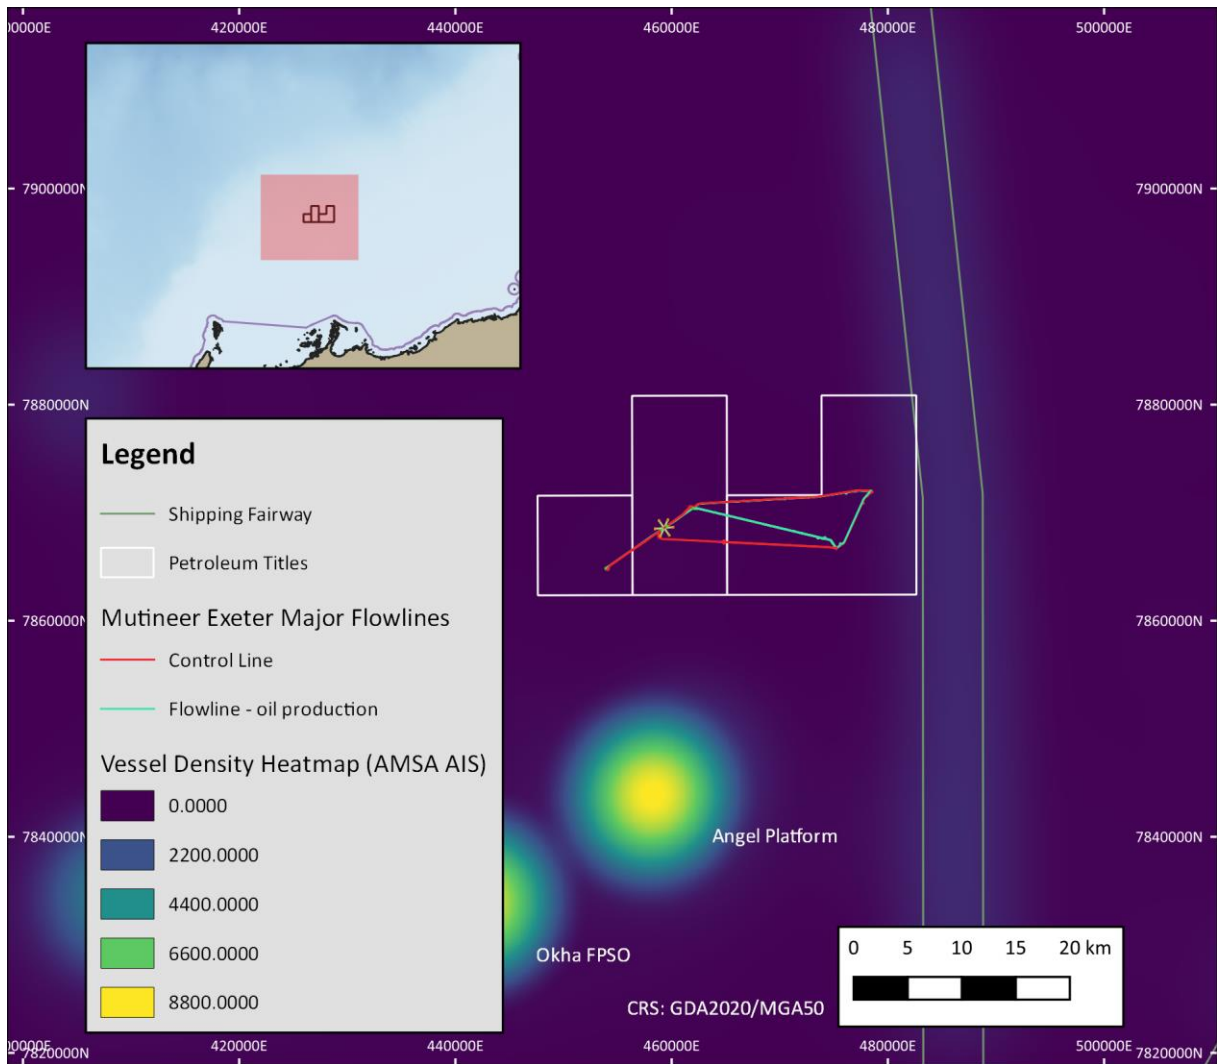 00000E 420000E 440000E 460000E 480000E 500000E
7900000N 7900000N
7880000N 7880000N
Legend
Shipping Fairway
Petroleum Titles
Mutineer Exeter Major Flowlines
7860000N 7860000N
Control Line
Flowline - oil production
Vessel Density Heatmap (AMSA AIS)
0.0000
7840000N Angel Platform 7840000N
2200.0000
4400.0000
6600.0000
Okha FPSO
0 5 10 15 20 km
8800.0000
CRS: GDA2020/MGA50
7820000N 420000E 440000E 460000E 480000E 500000E 7820000N